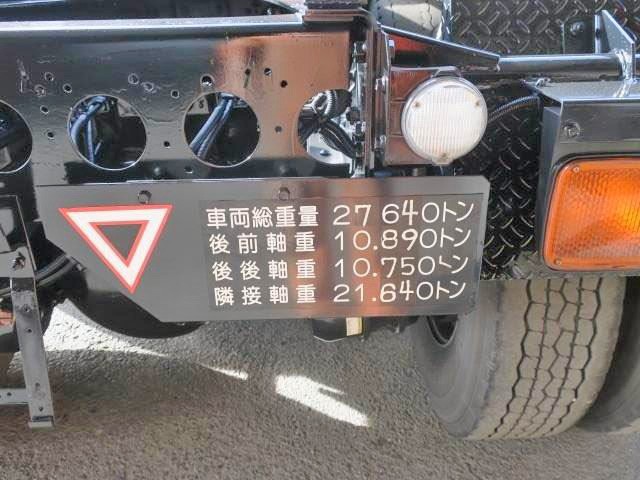 車両総重量 27.640トン
後前軸重 10.890トン
後後軸重 10.750トン
隣接軸重 21.640トン